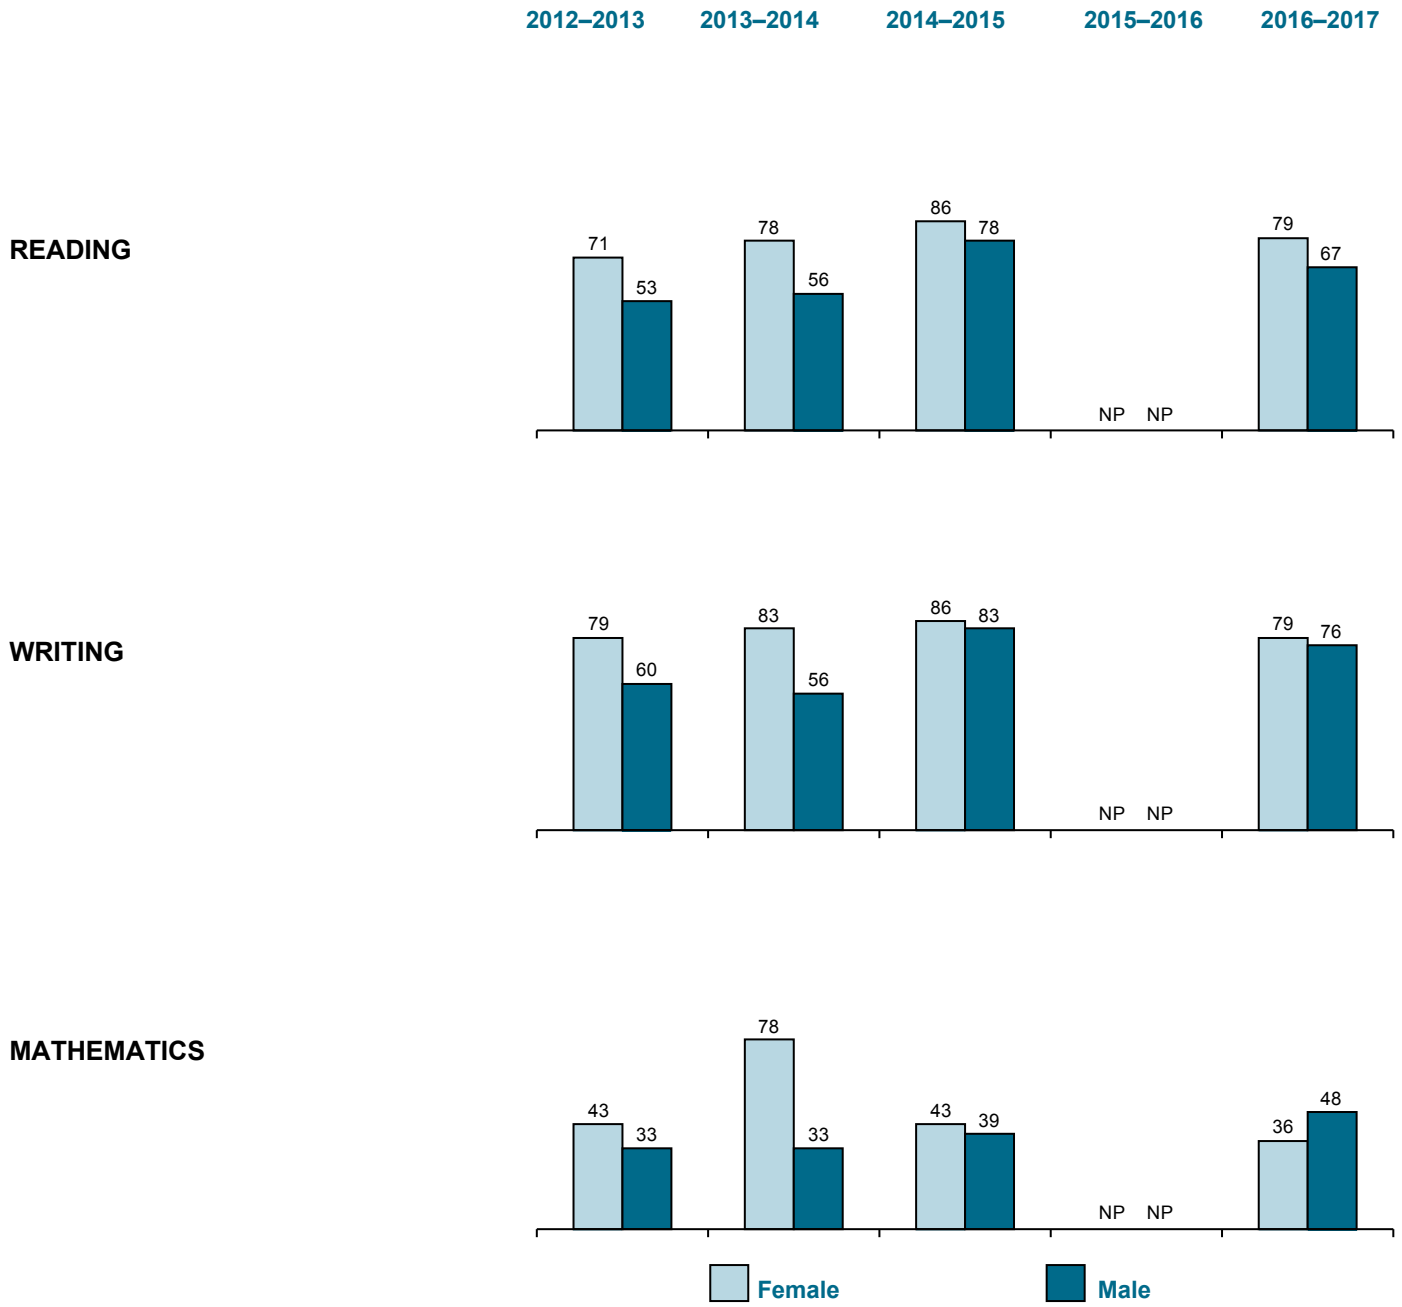 2012–2013 2013–2014 2014–2015 2015–2016 2016–2017
READING
71 53 78 56 86 78 NP NP 79 67
WRITING
79 60 83 56 86 83 NP NP 79 76
MATHEMATICS
43 33 78 33 43 39 NP NP 36 48
Female Male